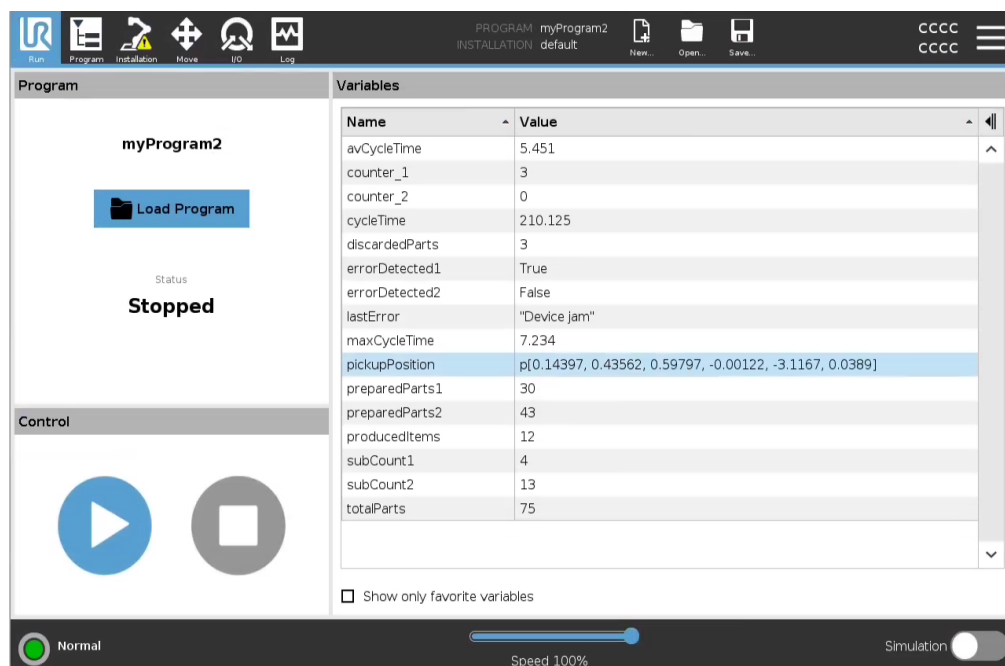 UR
PROGRAM myProgram2
INSTALLATION default
CCCC
CCCC
Run Program Installation Move I/O Log New... Open... Save...
Program
myProgram2
Load Program
Status
Stopped
Control
Variables
Name Value
avCycleTime 5.451
counter_1 3
counter_2 0
cycleTime 210.125
discardedParts 3
errorDetected1 True
errorDetected2 False
lastError "Device jam"
maxCycleTime 7.234
pickupPosition p[0.14397, 0.43562, 0.59797, -0.00122, -3.1167, 0.0389]
preparedParts1 30
preparedParts2 43
producedItems 12
subCount1 4
subCount2 13
totalParts 75
Show only favorite variables
Normal
Speed 100%
Simulation